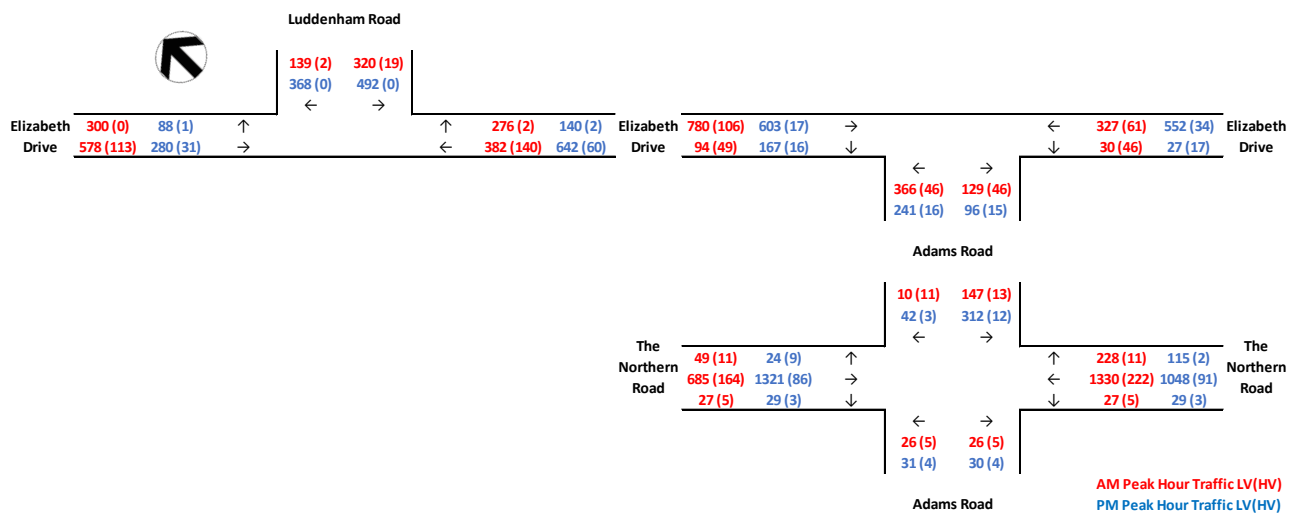 Luddenham Road
139 (2) 320 (19)
368 (0) 492 (0)
← →
Elizabeth 300 (0) 88 (1) ↑ ↑ 276 (2) 140 (2) Elizabeth 780 (106) 603 (17) → ← 327 (61) 552 (34) Elizabeth
Drive 578 (113) 280 (31) → ← 382 (140) 642 (60) Drive 94 (49) 167 (16) ↓ ↓ 30 (46) 27 (17) Drive
← →
366 (46) 129 (46)
241 (16) 96 (15)
Adams Road
10 (11) 147 (13)
42 (3) 312 (12)
← →
The 49 (11) 24 (9) ↑ ↑ 228 (11) 115 (2) The
Northern 685 (164) 1321 (86) → ← 1330 (222) 1048 (91) Northern
Road 27 (5) 29 (3) ↓ ↓ 27 (5) 29 (3) Road
← →
26 (5) 26 (5)
31 (4) 30 (4)
Adams Road
AM Peak Hour Traffic LV(HV)
PM Peak Hour Traffic LV(HV)